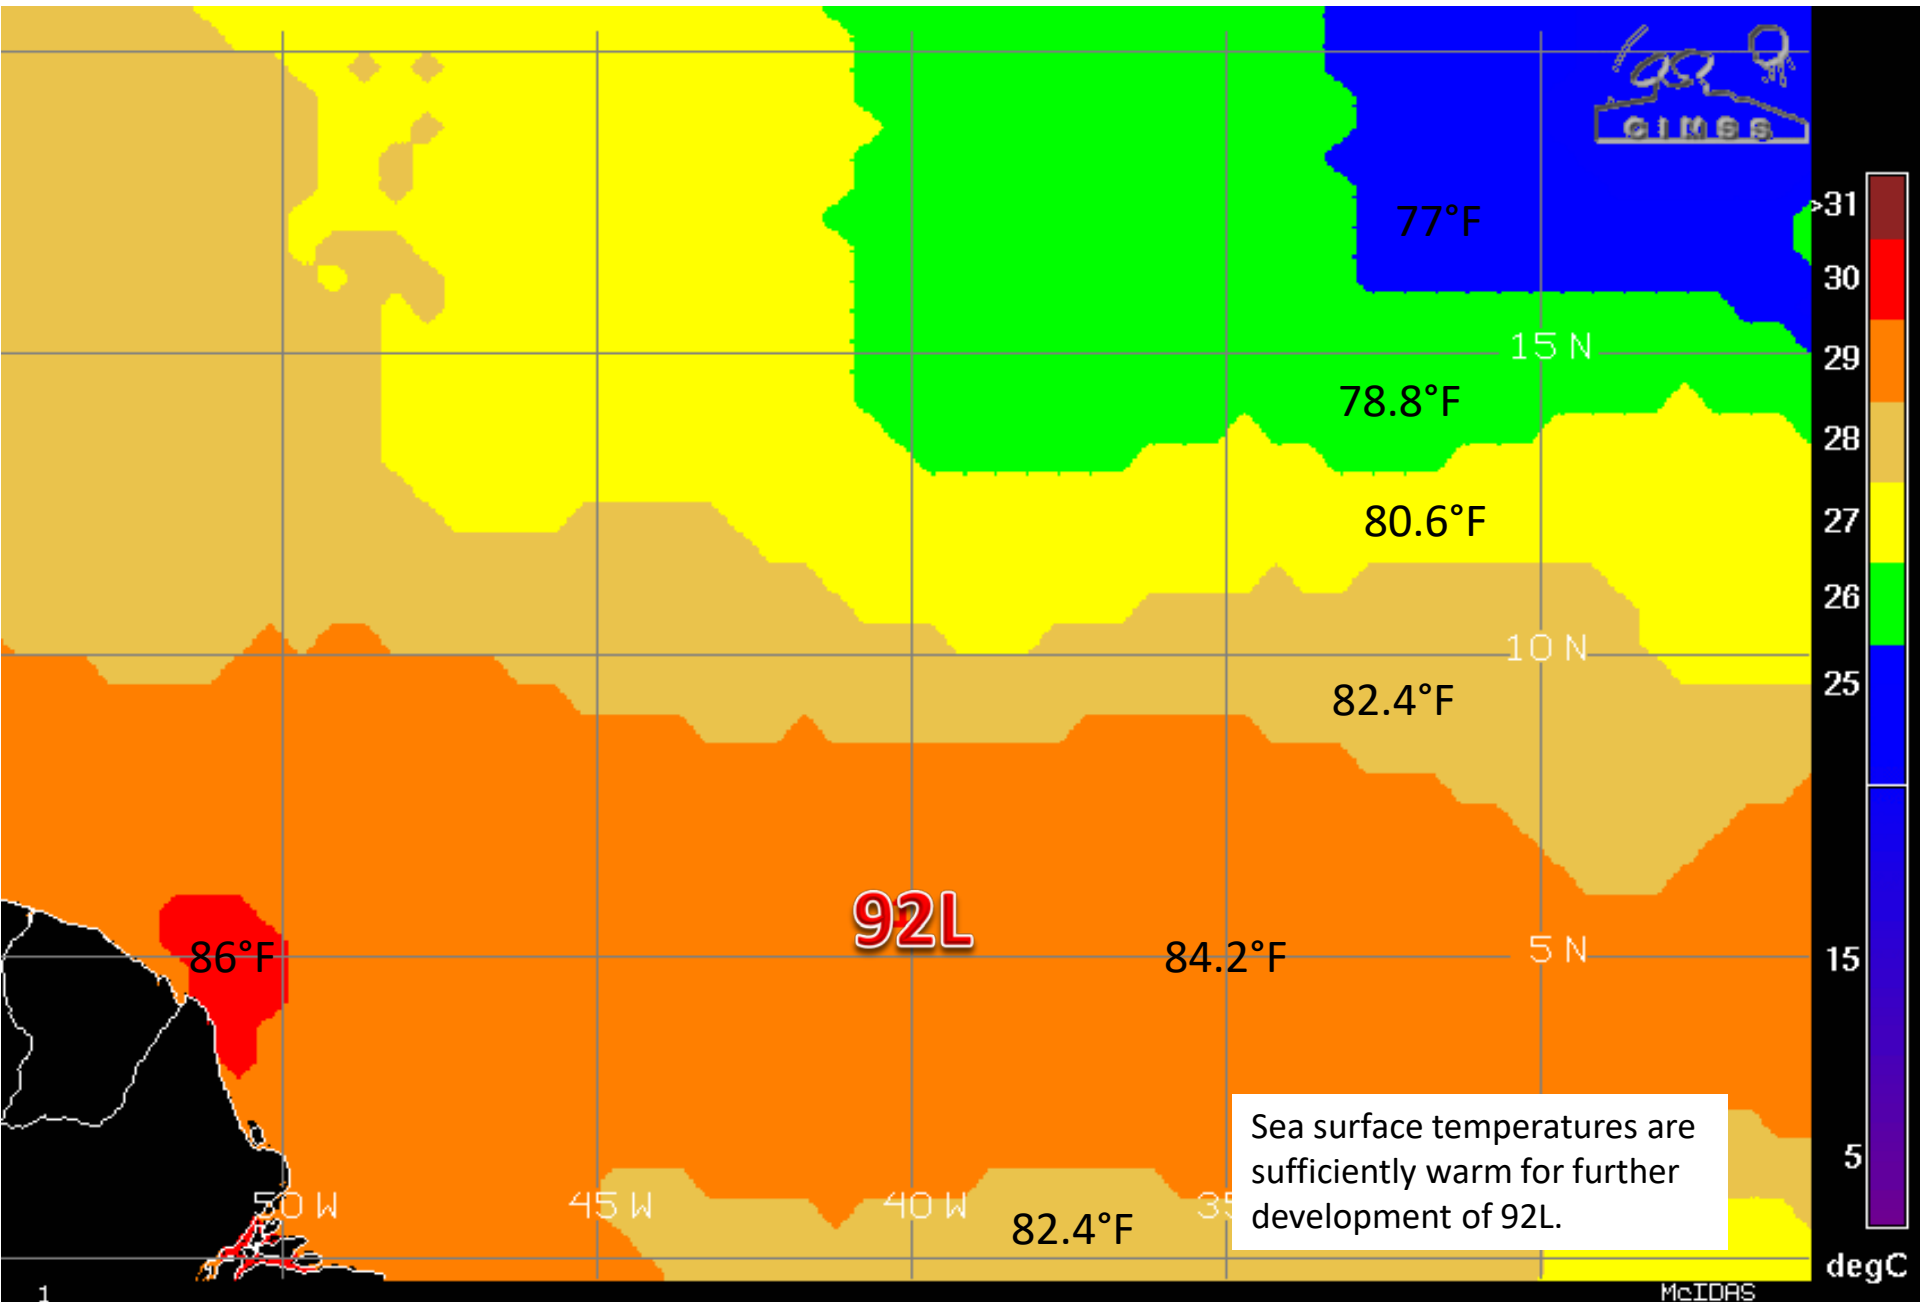 CIMSS
77°F
>31
30
29
15 N
78.8°F
28
80.6°F
27
26
10 N
25
82.4°F
92L
86°F
84.2°F
5 N
15
Sea surface temperatures are
sufficiently warm for further
development of 92L.
5
50 W
45 W
40 W
35
82.4°F
degC
1
McIDAS